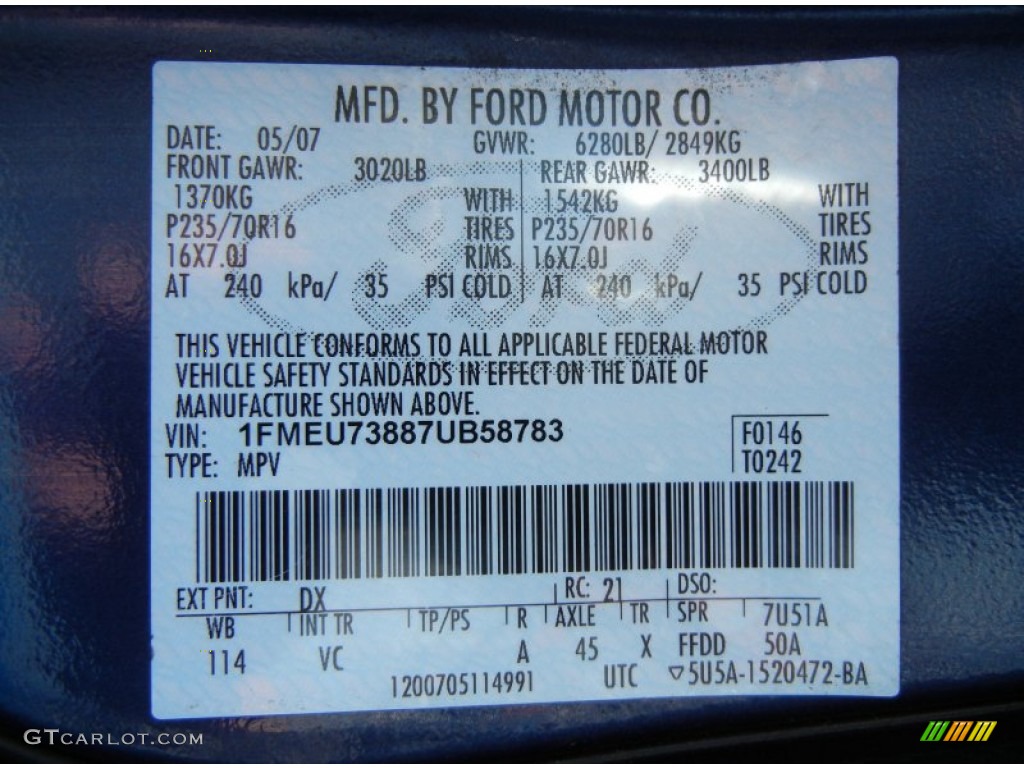 MFD. BY FORD MOTOR CO.
DATE: 05/07 GVWR: 6280LB/ 2849KG
FRONT GAWR: 3020LB REAR GAWR: 3400LB
1370KG WITH 1542KG WITH
P235/70R16 TIRES P235/70R16 TIRES
16X7.0J RIMS 16X7.0J RIMS
AT 240 kPa/ 35 PSI COLD AT 240 kPa/ 35 PSI COLD
Ford
THIS VEHICLE CONFORMS TO ALL APPLICABLE FEDERAL MOTOR
VEHICLE SAFETY STANDARDS IN EFFECT ON THE DATE OF
MANUFACTURE SHOWN ABOVE.
VIN: 1FMEU73887UB58783 F0146
TYPE: MPV T0242
EXT PNT: DX RC: 21 DSO:
WB INT TR TP/PS R AXLE TR SPR 7U51A
114 VC A 45 X FFDD 50A
1200705114991 UTC ▽5U5A-1520472-BA
GTCARLOT.COM